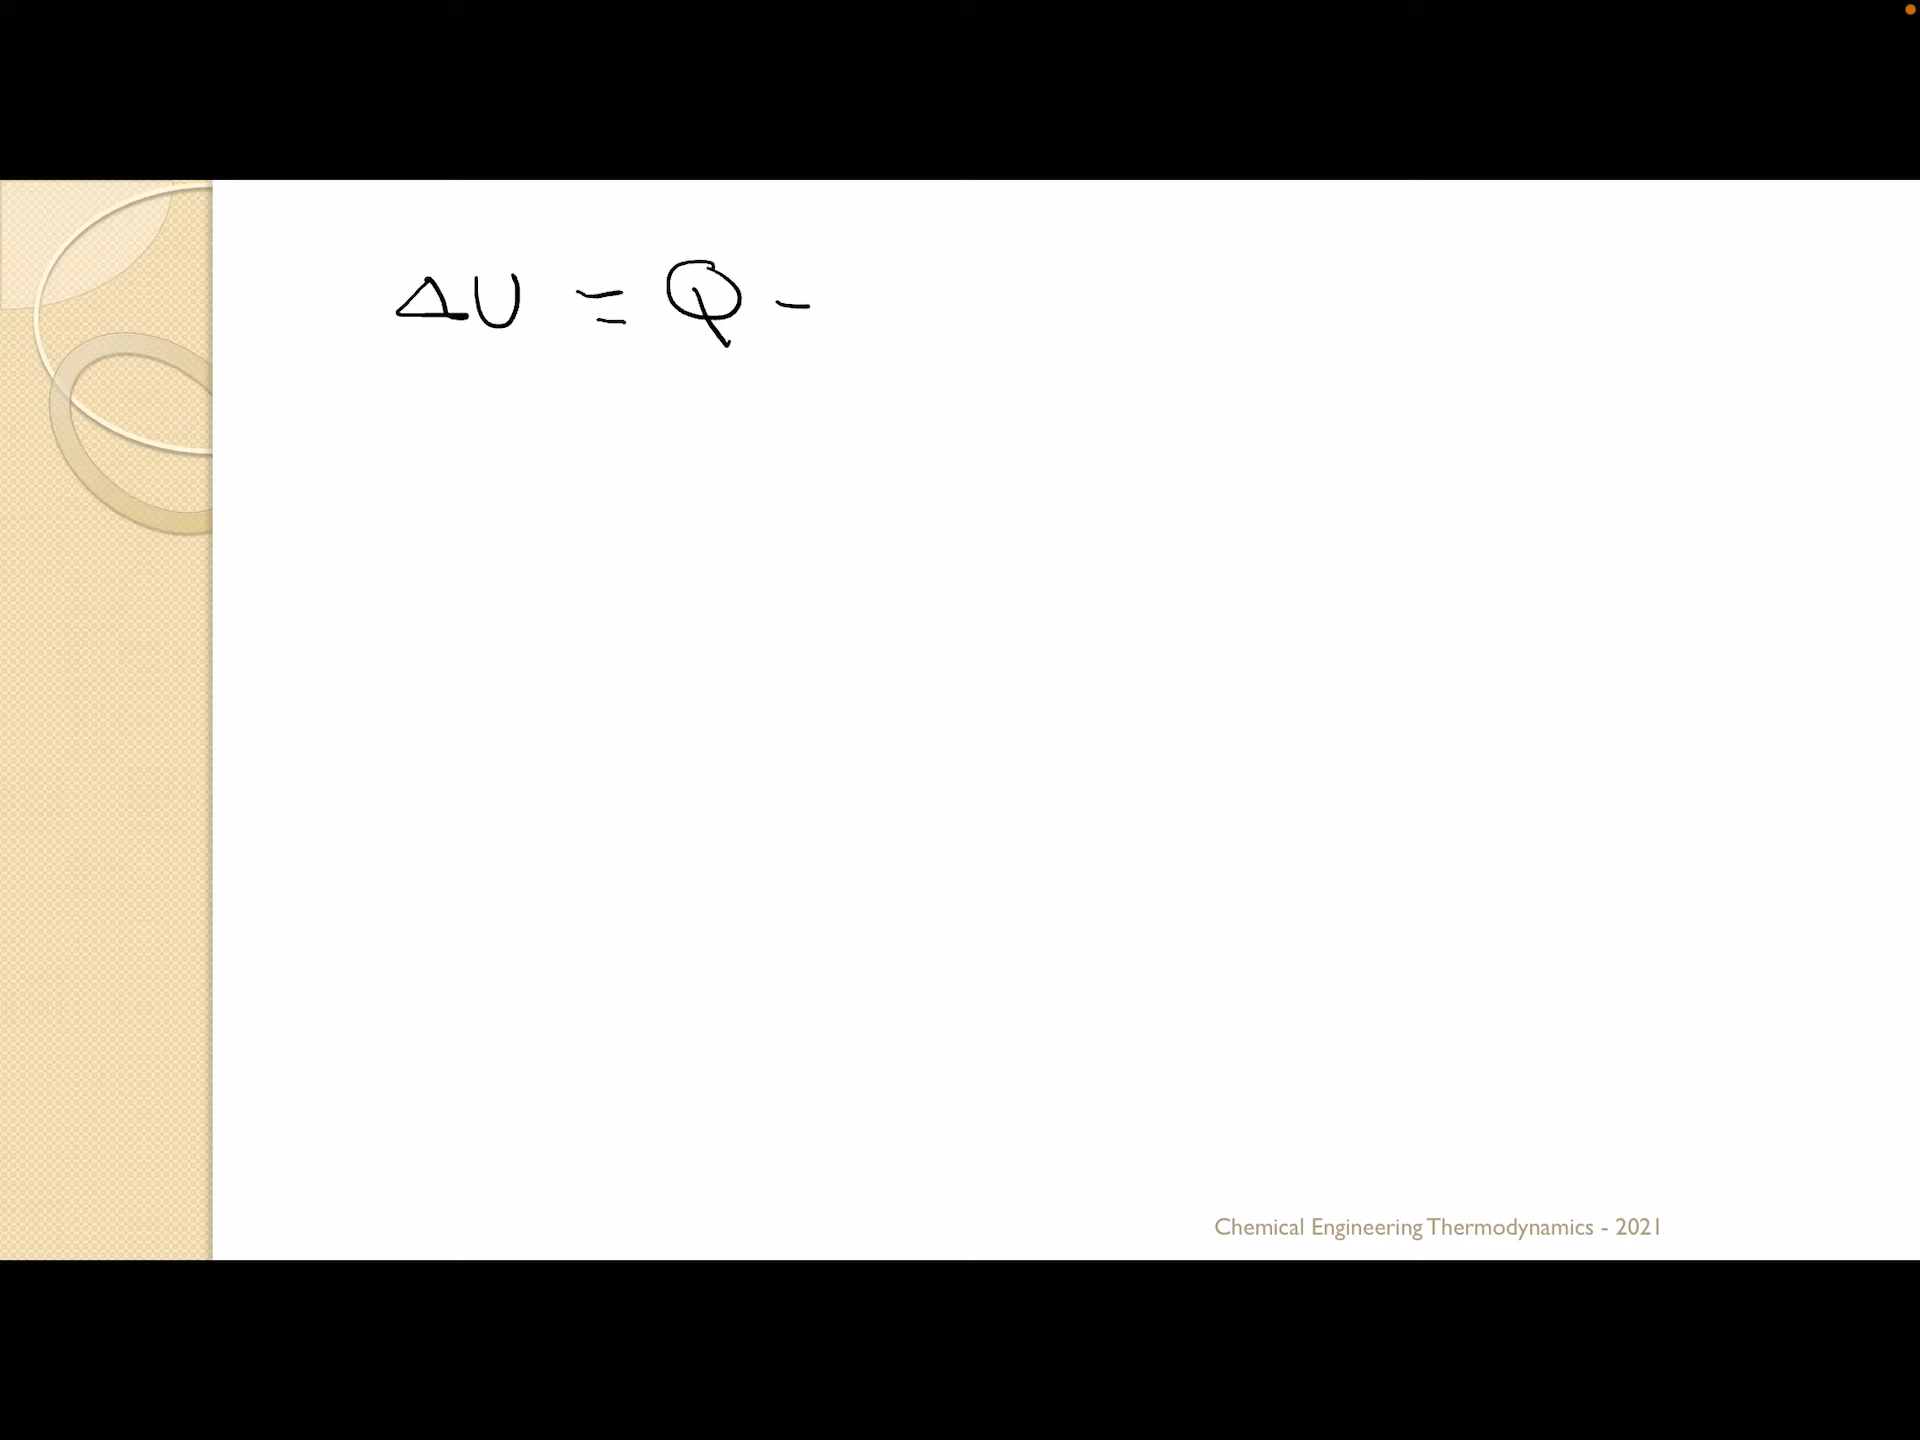 ΔU = Q -
Chemical Engineering Thermodynamics - 2021